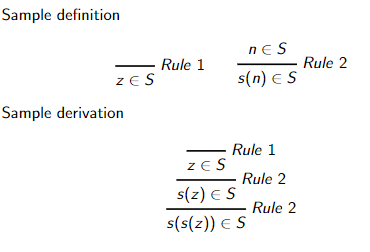 Sample definition
n ∈ S
Rule 1
Rule 2
z ∈ S
s(n) ∈ S
Sample derivation
Rule 1
z ∈ S
Rule 2
s(z) ∈ S
Rule 2
s(s(z)) ∈ S